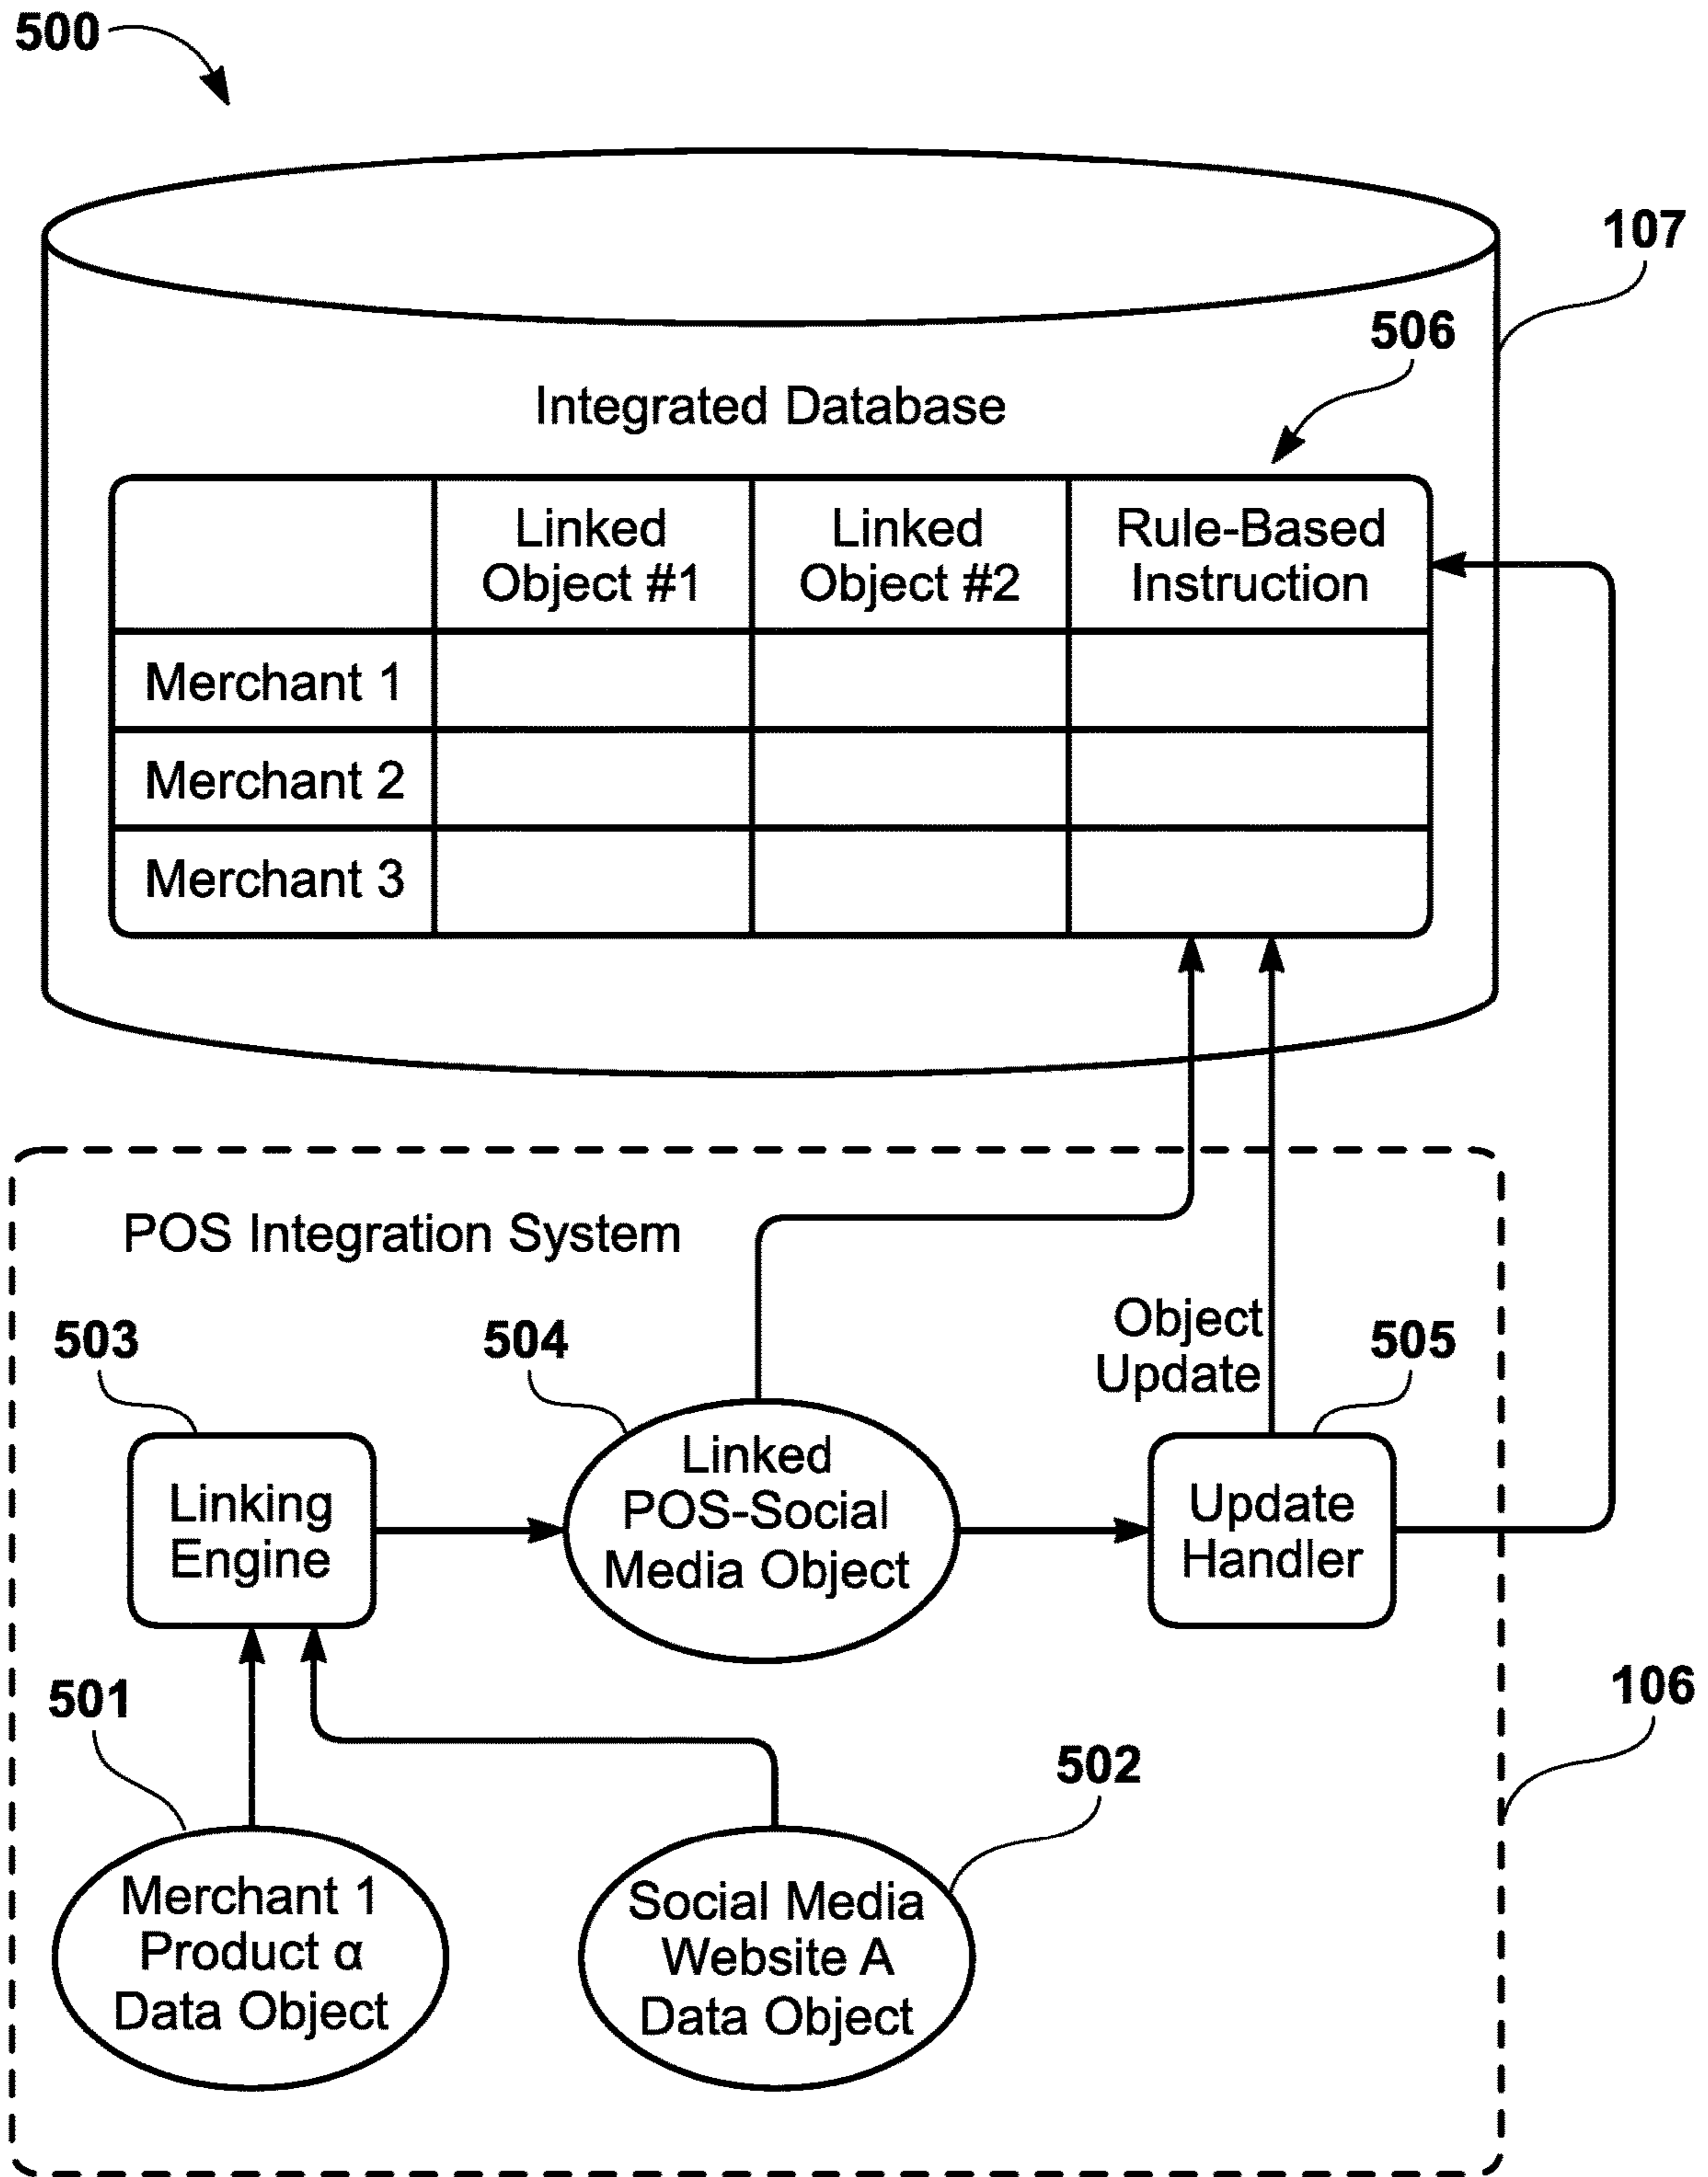 500
107
506
Integrated Database
Linked
Object #1
Linked
Object #2
Rule-Based
Instruction
Merchant 1
Merchant 2
Merchant 3
POS Integration System
503
504
Object
Update
505
Linking
Engine
Linked
POS-Social
Media Object
Update
Handler
501
106
502
Merchant 1
Product α
Data Object
Social Media
Website A
Data Object